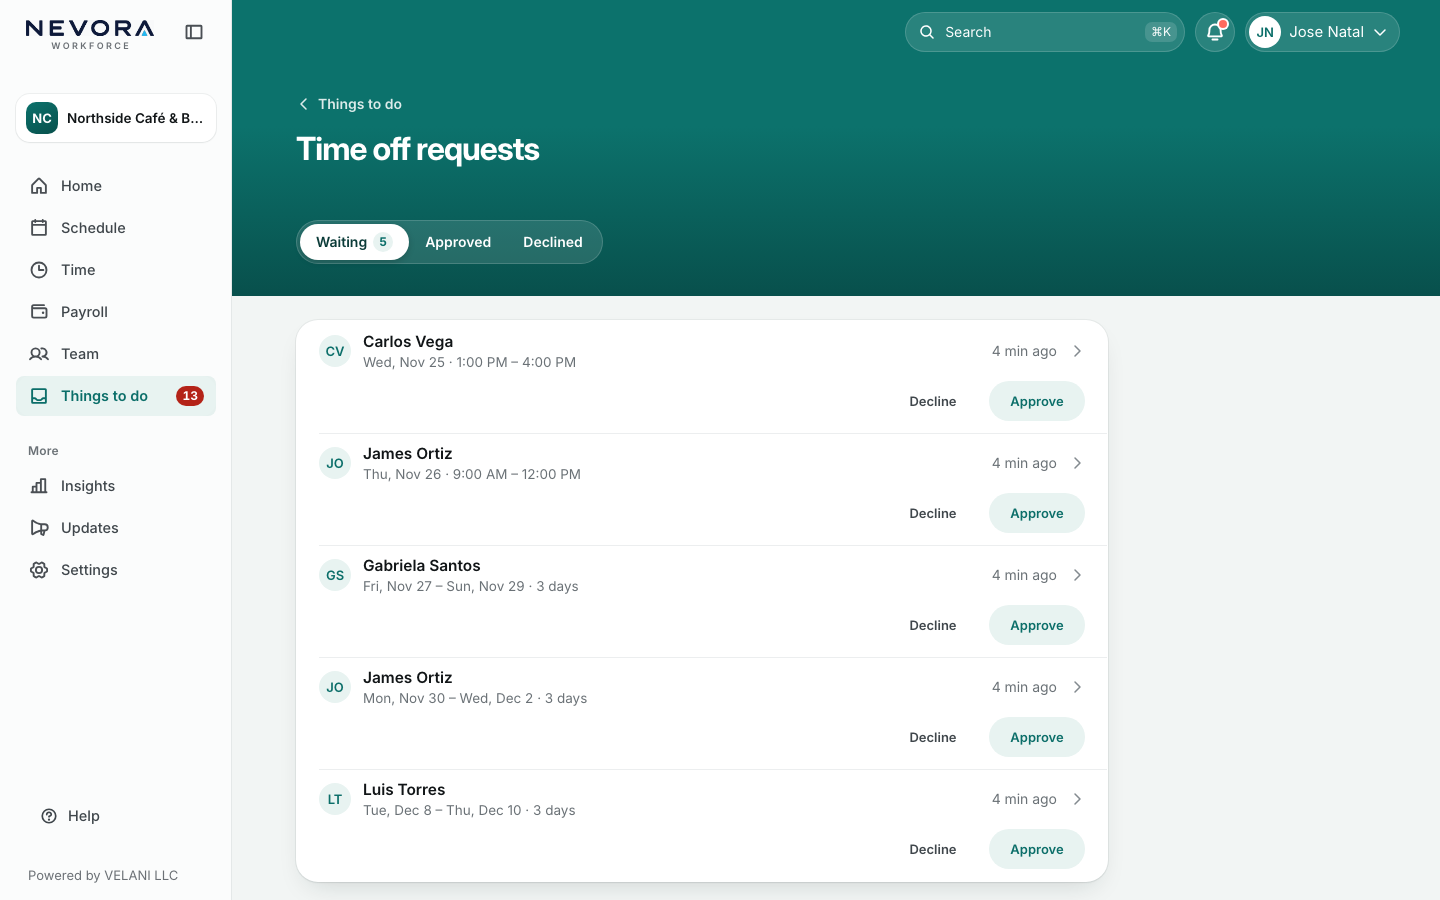 NEVORA
WORKFORCE
Search
⌘K
JN
Jose Natal
NC
Northside Café & B...
Home
Schedule
Time
Payroll
Team
Things to do
13
More
Insights
Updates
Settings
Help
Powered by VELANI LLC
Things to do
Time off requests
Waiting 5
Approved
Declined
CV
Carlos Vega
Wed, Nov 25 · 1:00 PM – 4:00 PM
4 min ago
Decline
Approve
JO
James Ortiz
Thu, Nov 26 · 9:00 AM – 12:00 PM
4 min ago
Decline
Approve
GS
Gabriela Santos
Fri, Nov 27 – Sun, Nov 29 · 3 days
4 min ago
Decline
Approve
JO
James Ortiz
Mon, Nov 30 – Wed, Dec 2 · 3 days
4 min ago
Decline
Approve
LT
Luis Torres
Tue, Dec 8 – Thu, Dec 10 · 3 days
4 min ago
Decline
Approve